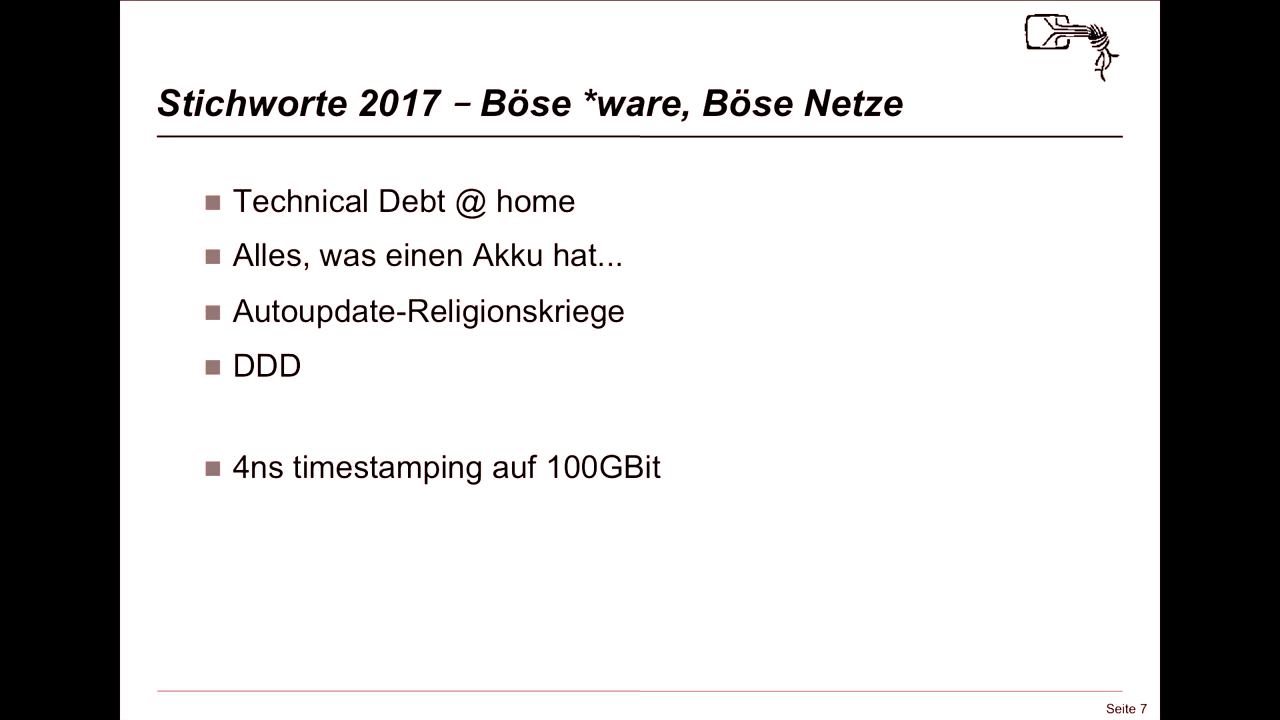 Stichworte 2017 – Böse *ware, Böse Netze
Technical Debt @ home
Alles, was einen Akku hat...
Autoupdate-Religionskriege
DDD
4ns timestamping auf 100GBit
Seite 7